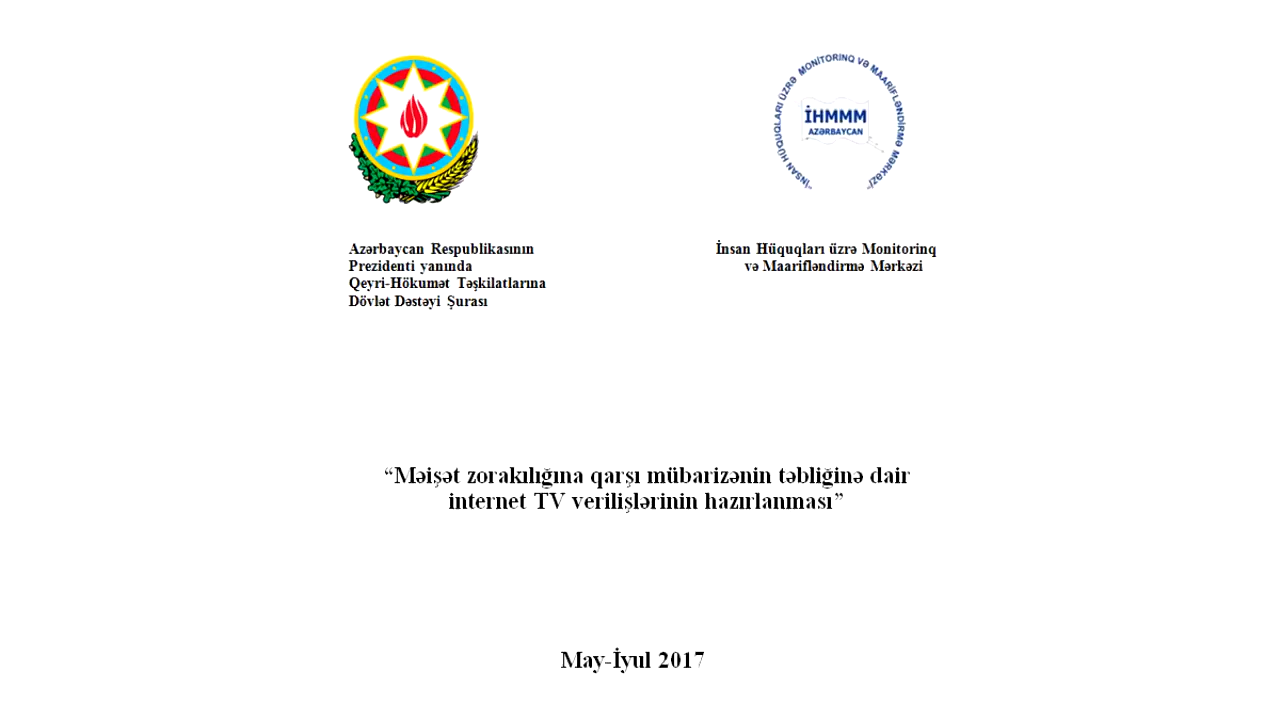 İNSAN HÜQUQLARI ÜZRƏ MONİTORİNQ VƏ MAARİFLƏNDİRMƏ MƏRKƏZİ
İHMMM
AZƏRBAYCAN
Azərbaycan Respublikasının
Prezidenti yanında
Qeyri-Hökumət Təşkilatlarına
Dövlət Dəstəyi Şurası
İnsan Hüquqları üzrə Monitorinq
və Maarifləndirmə Mərkəzi
“Məişət zorakılığına qarşı mübarizənin təbliğinə dair
internet TV verilişlərinin hazırlanması”
May-İyul 2017